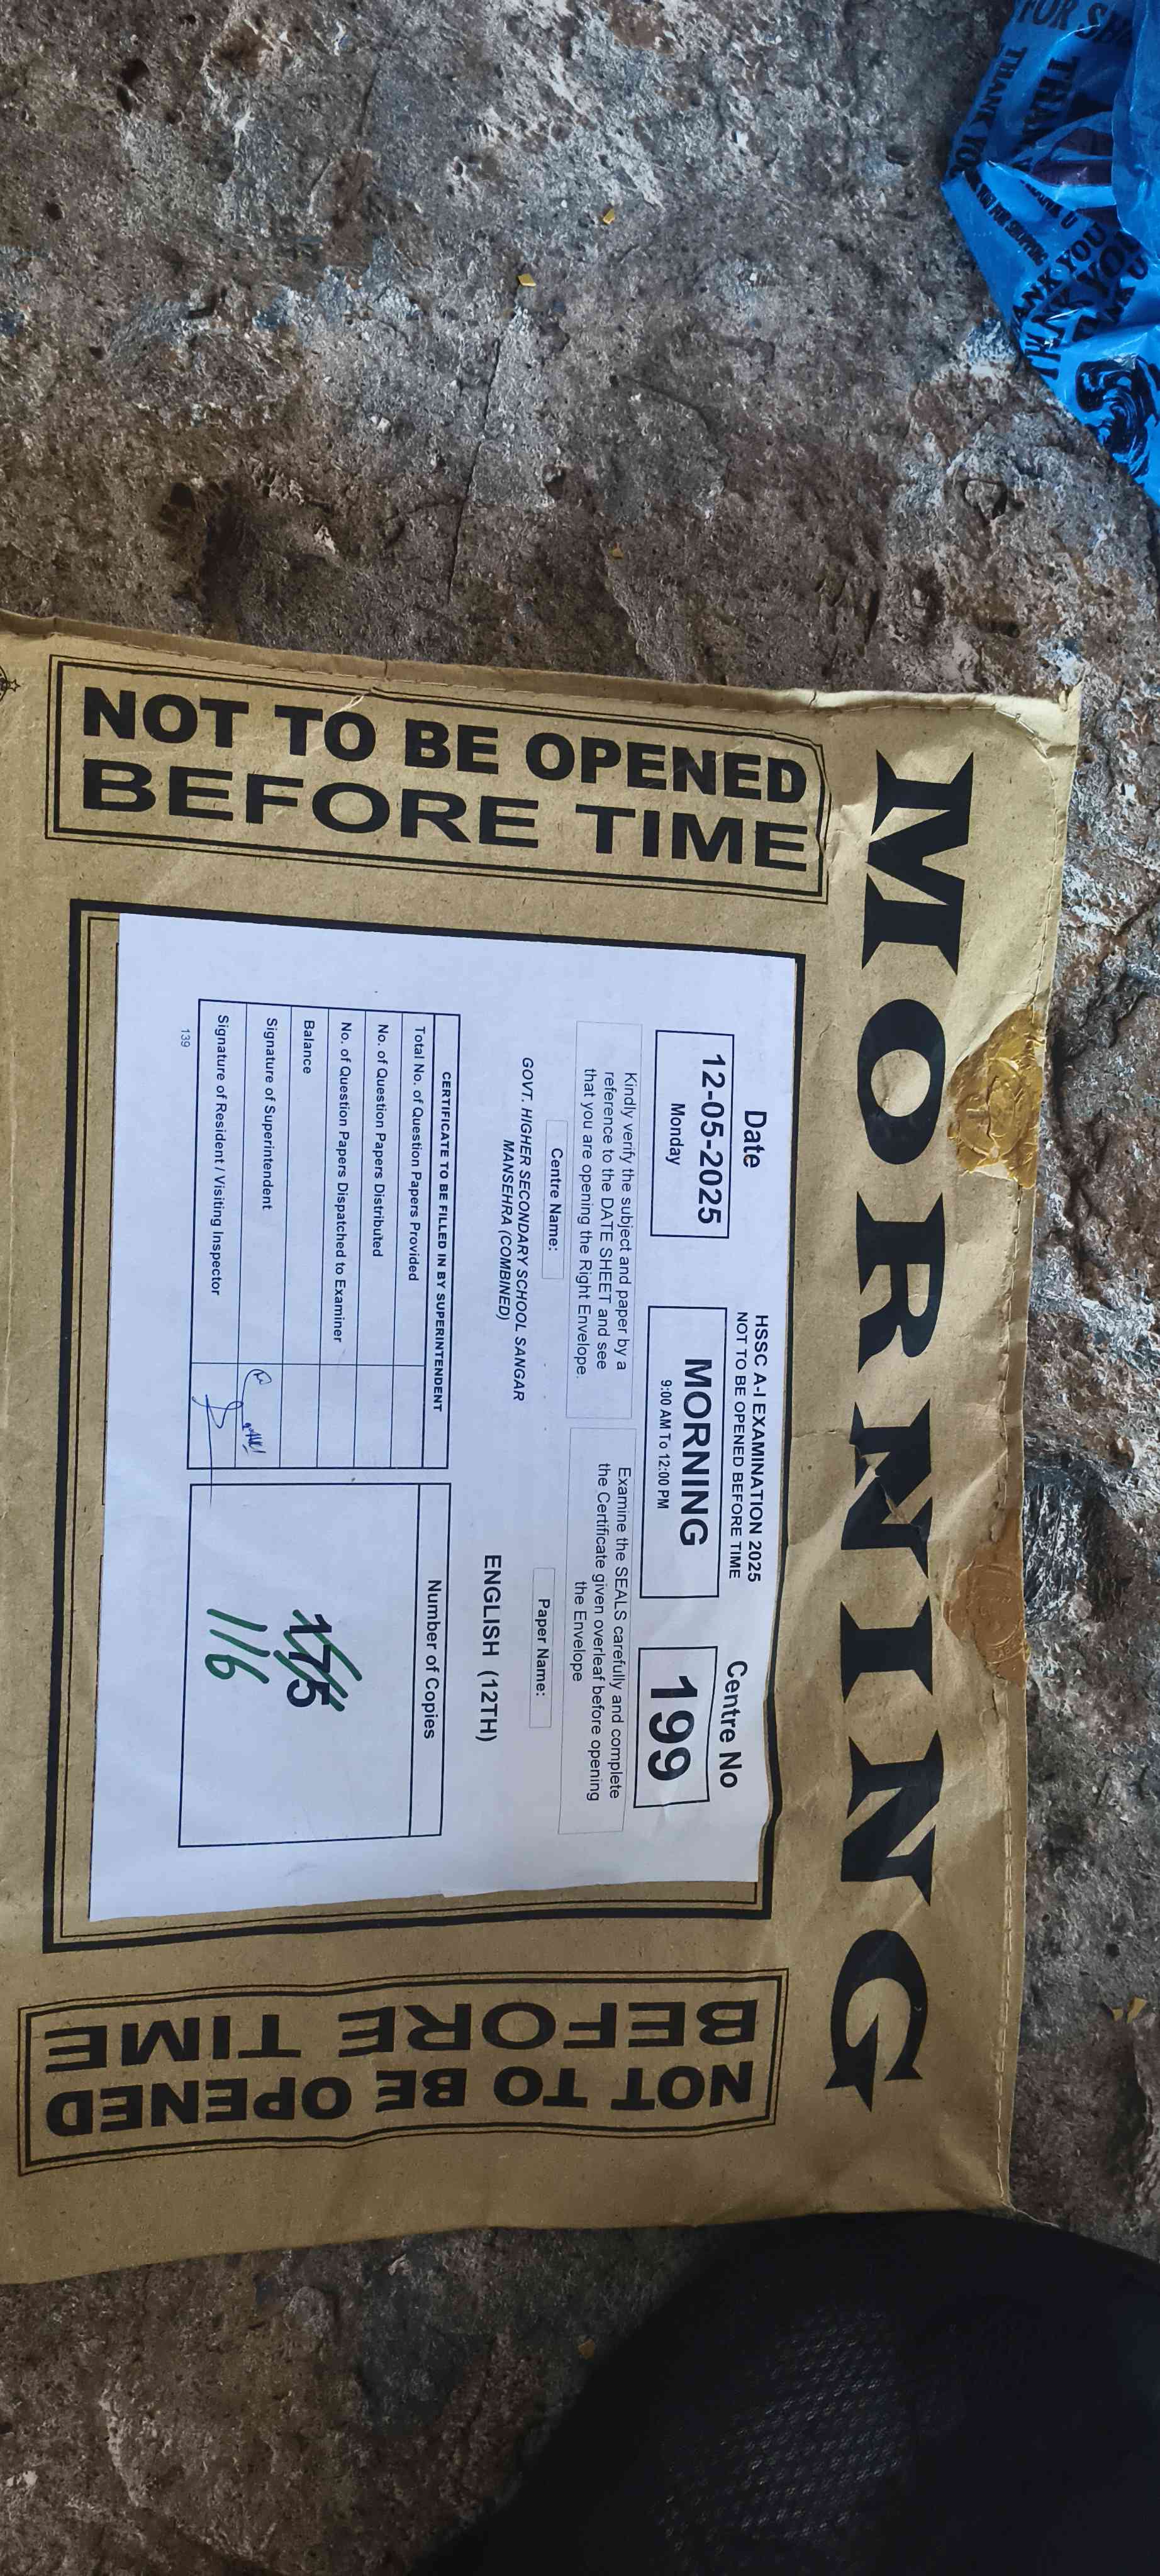 MORNING
NOT TO BE OPENED
BEFORE TIME
HSSC A-I EXAMINATION 2025
NOT TO BE OPENED BEFORE TIME
Date
12-05-2025
Monday
MORNING
9:00 AM To 12:00 PM
Centre No
199
Kindly verify the subject and paper by a
reference to the DATE SHEET and see
that you are opening the Right Envelope.
Examine the SEALS carefully and complete
the Certificate given overleaf before opening
the Envelope
Centre Name:
GOVT. HIGHER SECONDARY SCHOOL SANGAR
MANSEHRA (COMBINED)
Paper Name:
ENGLISH (12TH)
CERTIFICATE TO BE FILLED IN BY SUPERINTENDENT
Total No. of Question Papers Provided
No. of Question Papers Distributed
No. of Question Papers Dispatched to Examiner
Balance
Signature of Superintendent
Signature of Resident / Visiting Inspector
139
Number of Copies
175
116
NOT TO BE OPENED
BEFORE TIME
FOR
THANK YOU